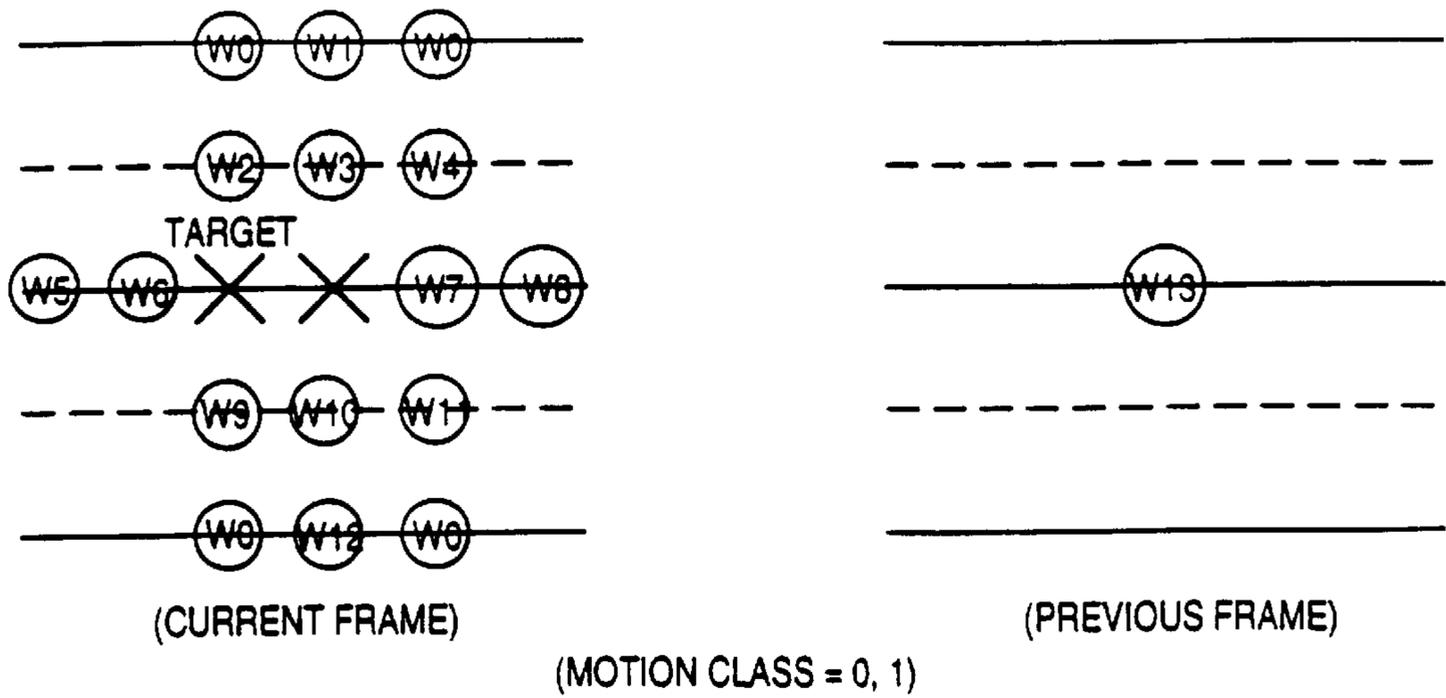 W0 W1 W0
W2 W3 W4
TARGET
W5 W6 W7 W8 W13
W9 W10 W11
W0 W12 W0
(CURRENT FRAME) (PREVIOUS FRAME)
(MOTION CLASS = 0, 1)